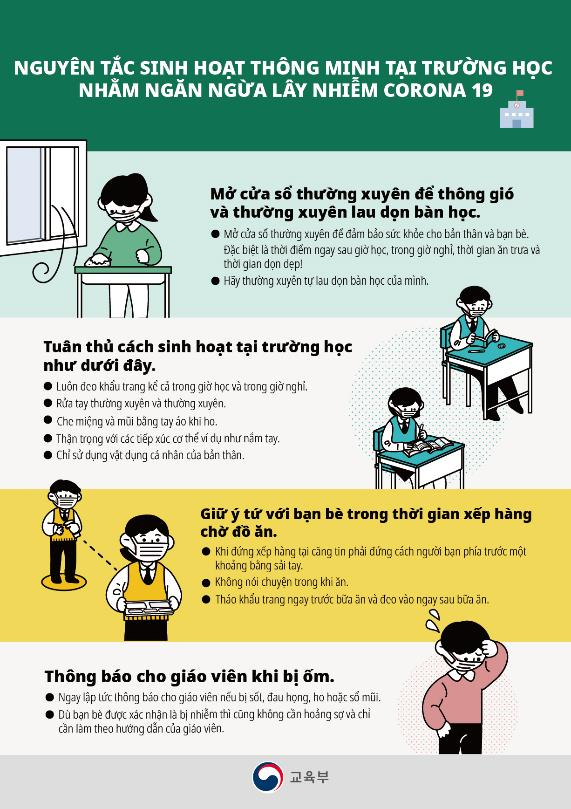 NGUYÊN TẮC SINH HOẠT THÔNG MINH TẠI TRƯỜNG HỌC
NHẰM NGĂN NGỪA LÂY NHIỄM CORONA 19
Mở cửa sổ thường xuyên để thông gió
và thường xuyên lau dọn bàn học.
● Mở cửa sổ thường xuyên để đảm bảo sức khỏe cho bản thân và bạn bè.
Đặc biệt là thời điểm ngay sau giờ học, trong giờ nghỉ, thời gian ăn trưa và
thời gian dọn dẹp!
● Hãy thường xuyên tự lau dọn bàn học của mình.
Tuân thủ cách sinh hoạt tại trường học
như dưới đây.
● Luôn đeo khẩu trang kể cả trong giờ học và trong giờ nghỉ.
● Rửa tay thường xuyên và thường xuyên.
● Che miệng và mũi bằng tay áo khi ho.
● Thận trọng với các tiếp xúc cơ thể ví dụ như nắm tay.
● Chỉ sử dụng vật dụng cá nhân của bản thân.
Giữ ý tứ với bạn bè trong thời gian xếp hàng
chờ đồ ăn.
● Khi đứng xếp hàng tại căng tin phải đứng cách người bạn phía trước một
khoảng bằng sải tay.
● Không nói chuyện trong khi ăn.
● Tháo khẩu trang ngay trước bữa ăn và đeo vào ngay sau bữa ăn.
Thông báo cho giáo viên khi bị ốm.
● Ngay lập tức thông báo cho giáo viên nếu bị sốt, đau họng, ho hoặc sổ mũi.
● Dù bạn bè được xác nhận là bị nhiễm thì cũng không cần hoảng sợ và chỉ
cần làm theo hướng dẫn của giáo viên.
교육부